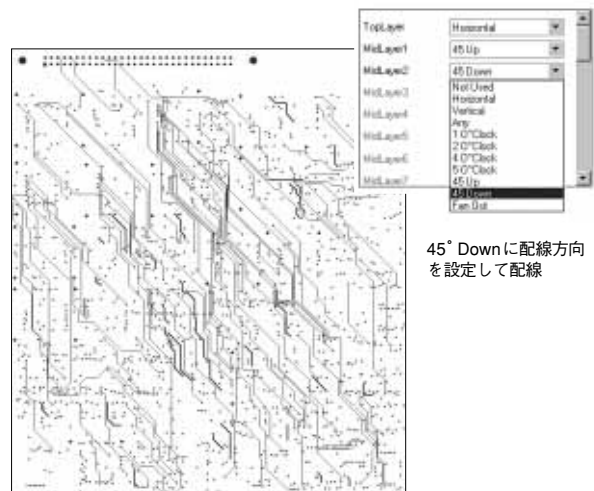 TopLayer Horizontal
MidLayer1 45 Up
MidLayer2 45 Down
MidLayer3 Not Used
Horizontal
MidLayer4 Vertical
Any
MidLayer5 1 O"Clock
2 O"Clock
MidLayer6 4 O"Clock
5 O"Clock
MidLayer7 45 Up
45 Down
Fan Out
45˚ Downに配線方向
を設定して配線